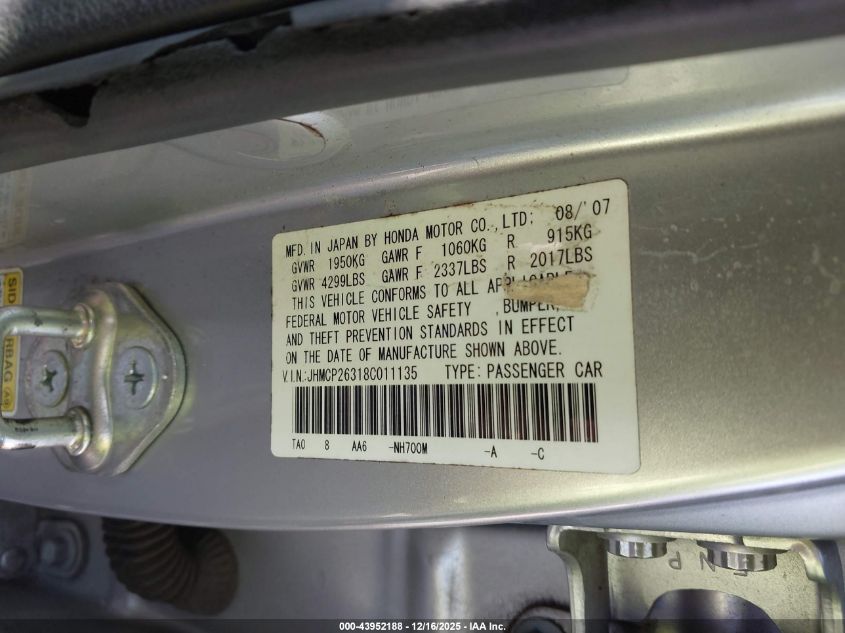 MFD. IN JAPAN BY HONDA MOTOR CO., LTD: 08/'07
GVWR 1950KG GAWR F 1060KG R 915KG
GVWR 4299LBS GAWR F 2337LBS R 2017LBS
THIS VEHICLE CONFORMS TO ALL APPLICABLE
FEDERAL MOTOR VEHICLE SAFETY , BUMPER,
AND THEFT PREVENTION STANDARDS IN EFFECT
ON THE DATE OF MANUFACTURE SHOWN ABOVE.
V.I.N.:JHMCP26318C011135 TYPE: PASSENGER CAR
TA0 8 AA6 -NH700M -A -C
SID
RBAG
F N P
000-43952188 - 12/16/2025 - IAA Inc.